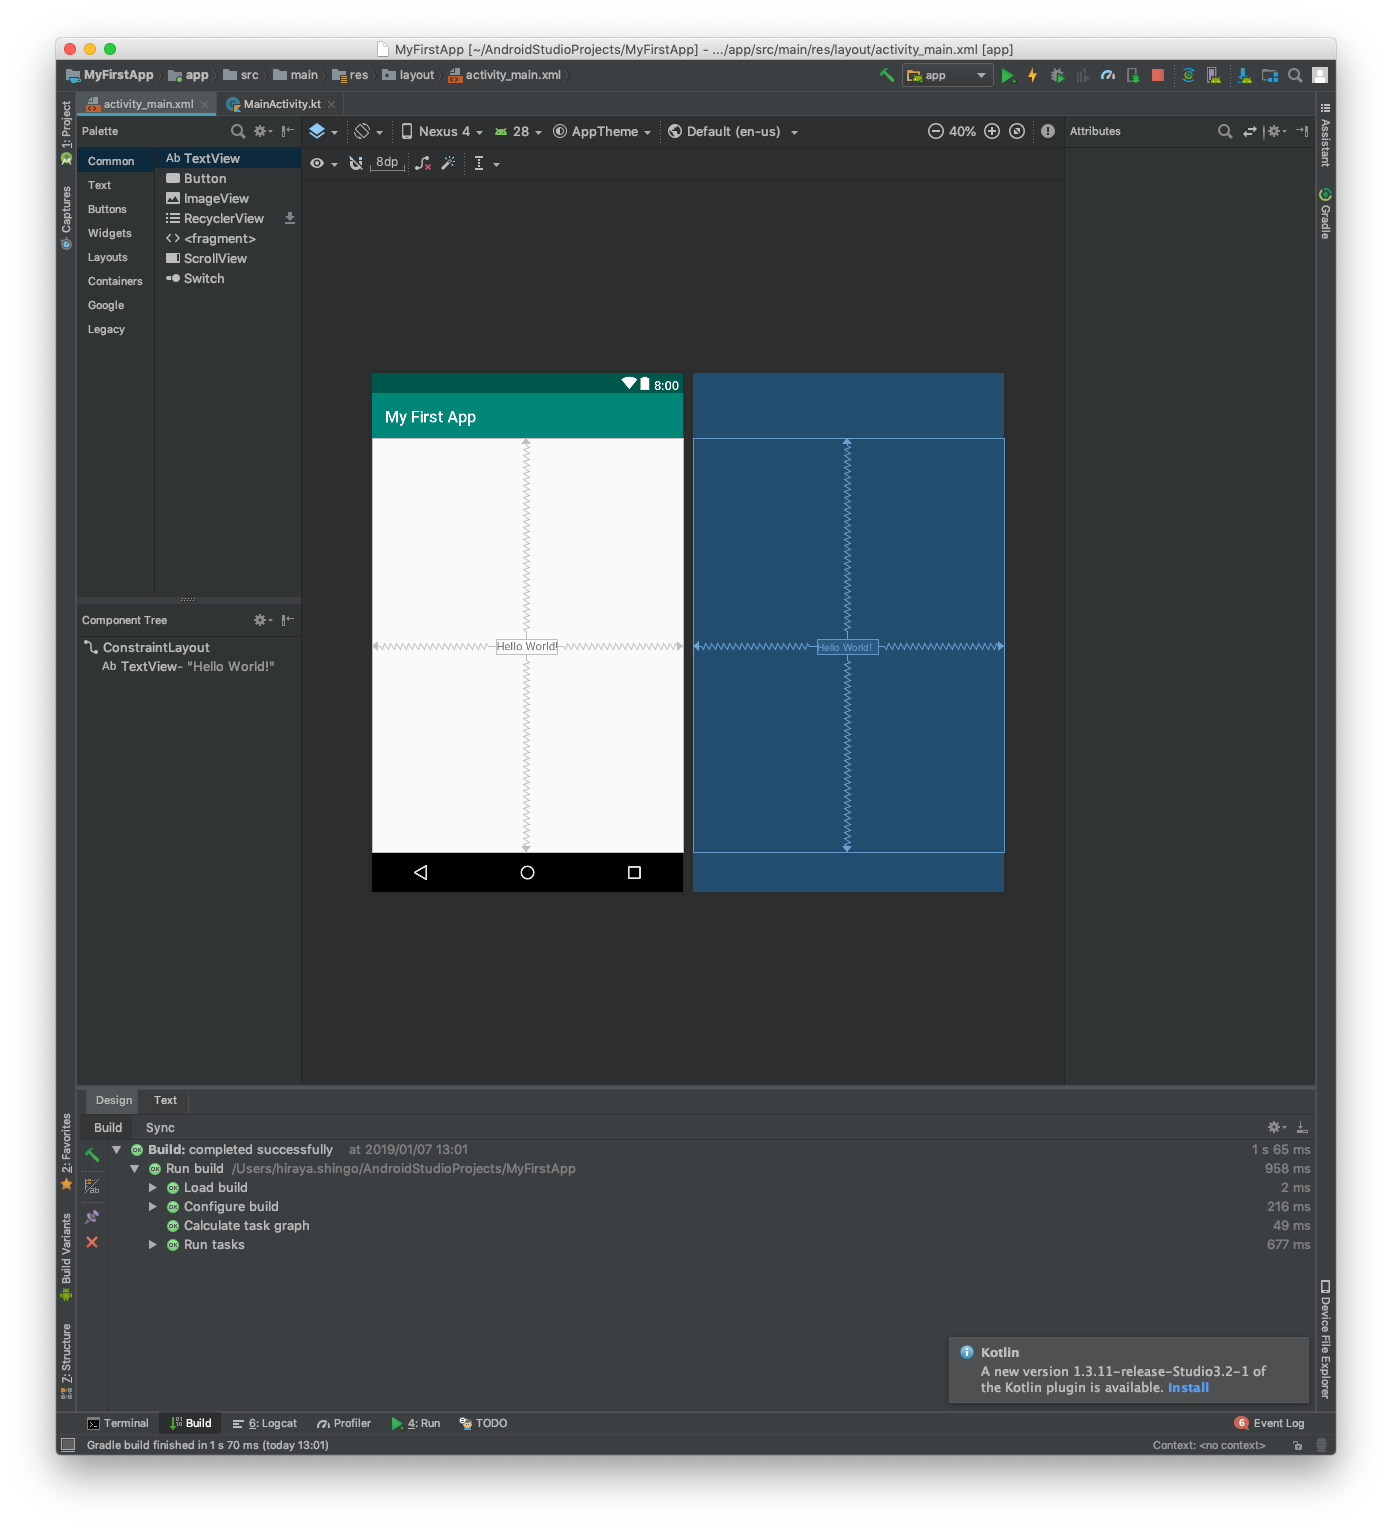 MyFirstApp [~/AndroidStudioProjects/MyFirstApp] - .../app/src/main/res/layout/activity_main.xml [app]
MyFirstApp app src main res layout activity_main.xml
app
activity_main.xml MainActivity.kt
1: Project
Captures
2: Favorites
Build Variants
7: Structure
Palette
Common
Text
Buttons
Widgets
Layouts
Containers
Google
Legacy
Ab TextView
Button
ImageView
RecyclerView
<fragment>
ScrollView
Switch
Nexus 4 28 AppTheme Default (en-us) 40%
8dp
Attributes
Assistant
Gradle
Device File Explorer
8:00
My First App
Hello World!
Hello World!
Component Tree
ConstraintLayout
Ab TextView- "Hello World!"
Design Text
Build Sync
OK Build: completed successfully at 2019/01/07 13:01 1 s 65 ms
OK Run build /Users/hiraya.shingo/AndroidStudioProjects/MyFirstApp 958 ms
OK Load build 2 ms
OK Configure build 216 ms
OK Calculate task graph 49 ms
OK Run tasks 677 ms
Kotlin
A new version 1.3.11-release-Studio3.2-1 of
the Kotlin plugin is available. Install
Terminal Build 6: Logcat Profiler 4: Run TODO 6 Event Log
Gradle build finished in 1 s 70 ms (today 13:01) Context: <no context>